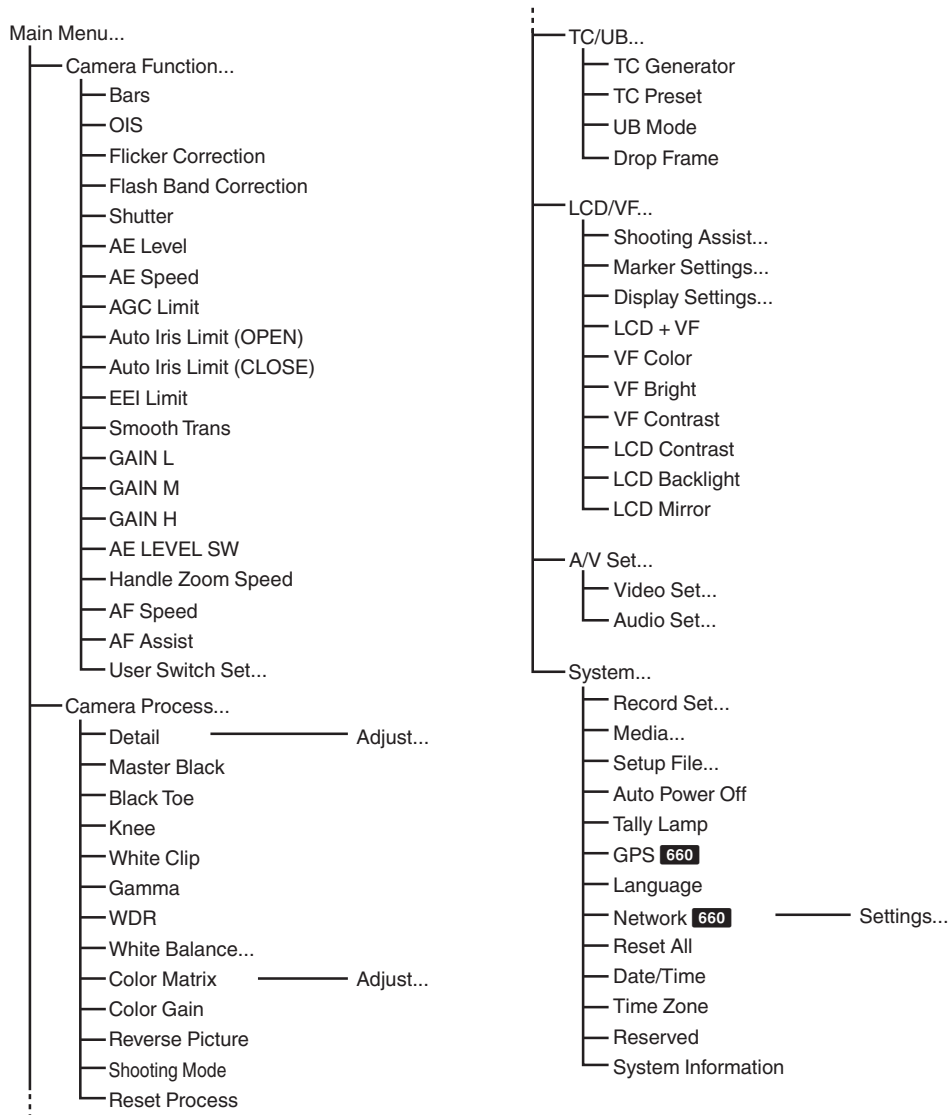 Main Menu...
Camera Function...
Bars
OIS
Flicker Correction
Flash Band Correction
Shutter
AE Level
AE Speed
AGC Limit
Auto Iris Limit (OPEN)
Auto Iris Limit (CLOSE)
EEI Limit
Smooth Trans
GAIN L
GAIN M
GAIN H
AE LEVEL SW
Handle Zoom Speed
AF Speed
AF Assist
User Switch Set...
Camera Process...
Detail Adjust...
Master Black
Black Toe
Knee
White Clip
Gamma
WDR
White Balance...
Color Matrix Adjust...
Color Gain
Reverse Picture
Shooting Mode
Reset Process
TC/UB...
TC Generator
TC Preset
UB Mode
Drop Frame
LCD/VF...
Shooting Assist...
Marker Settings...
Display Settings...
LCD + VF
VF Color
VF Bright
VF Contrast
LCD Contrast
LCD Backlight
LCD Mirror
A/V Set...
Video Set...
Audio Set...
System...
Record Set...
Media...
Setup File...
Auto Power Off
Tally Lamp
GPS 660
Language
Network 660 Settings...
Reset All
Date/Time
Time Zone
Reserved
System Information